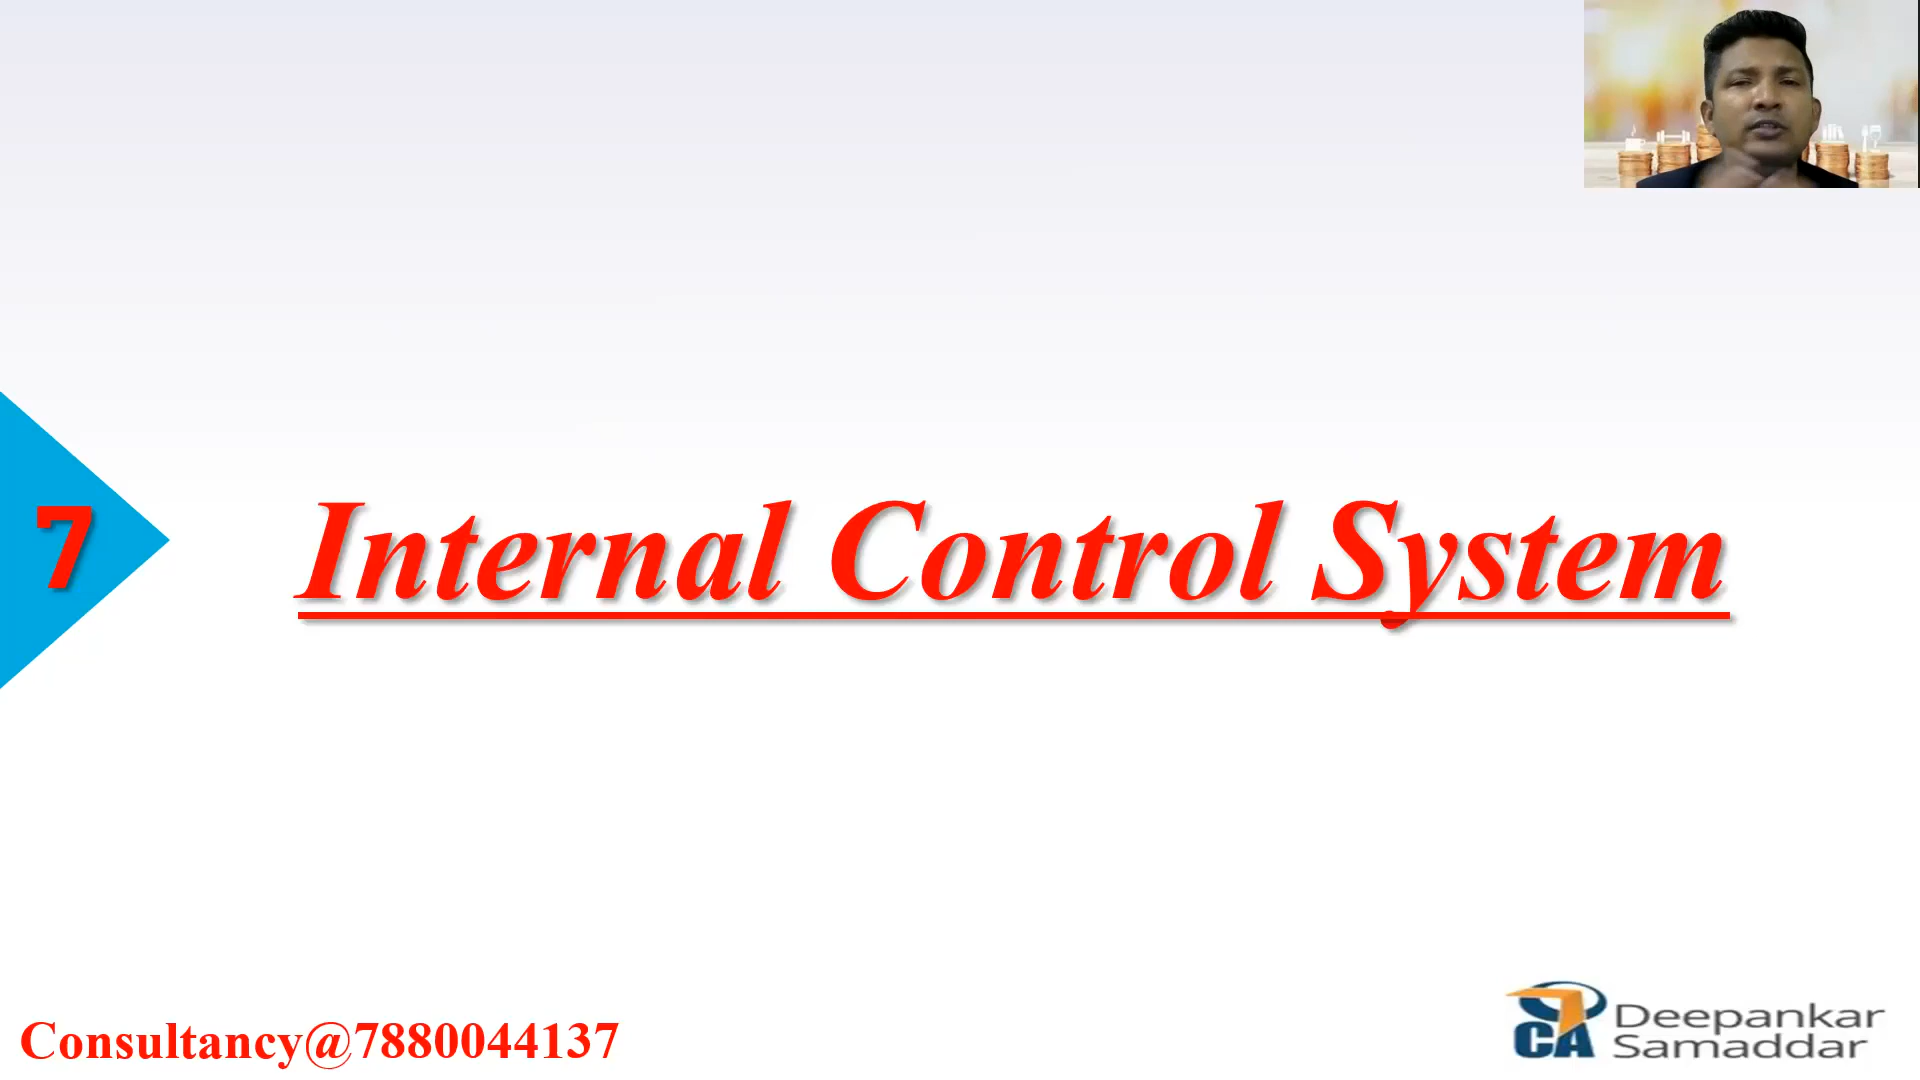 7
Internal Control System
Consultancy@7880044137
CA
Deepankar
Samaddar